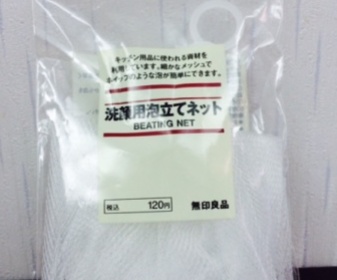 キッチン用品に使われる資材を
利用しています。細かなメッシュで
ホイップのような泡が簡単にできます。
洗顔用泡立てネット
BEATING NET
税込 120円 無印良品